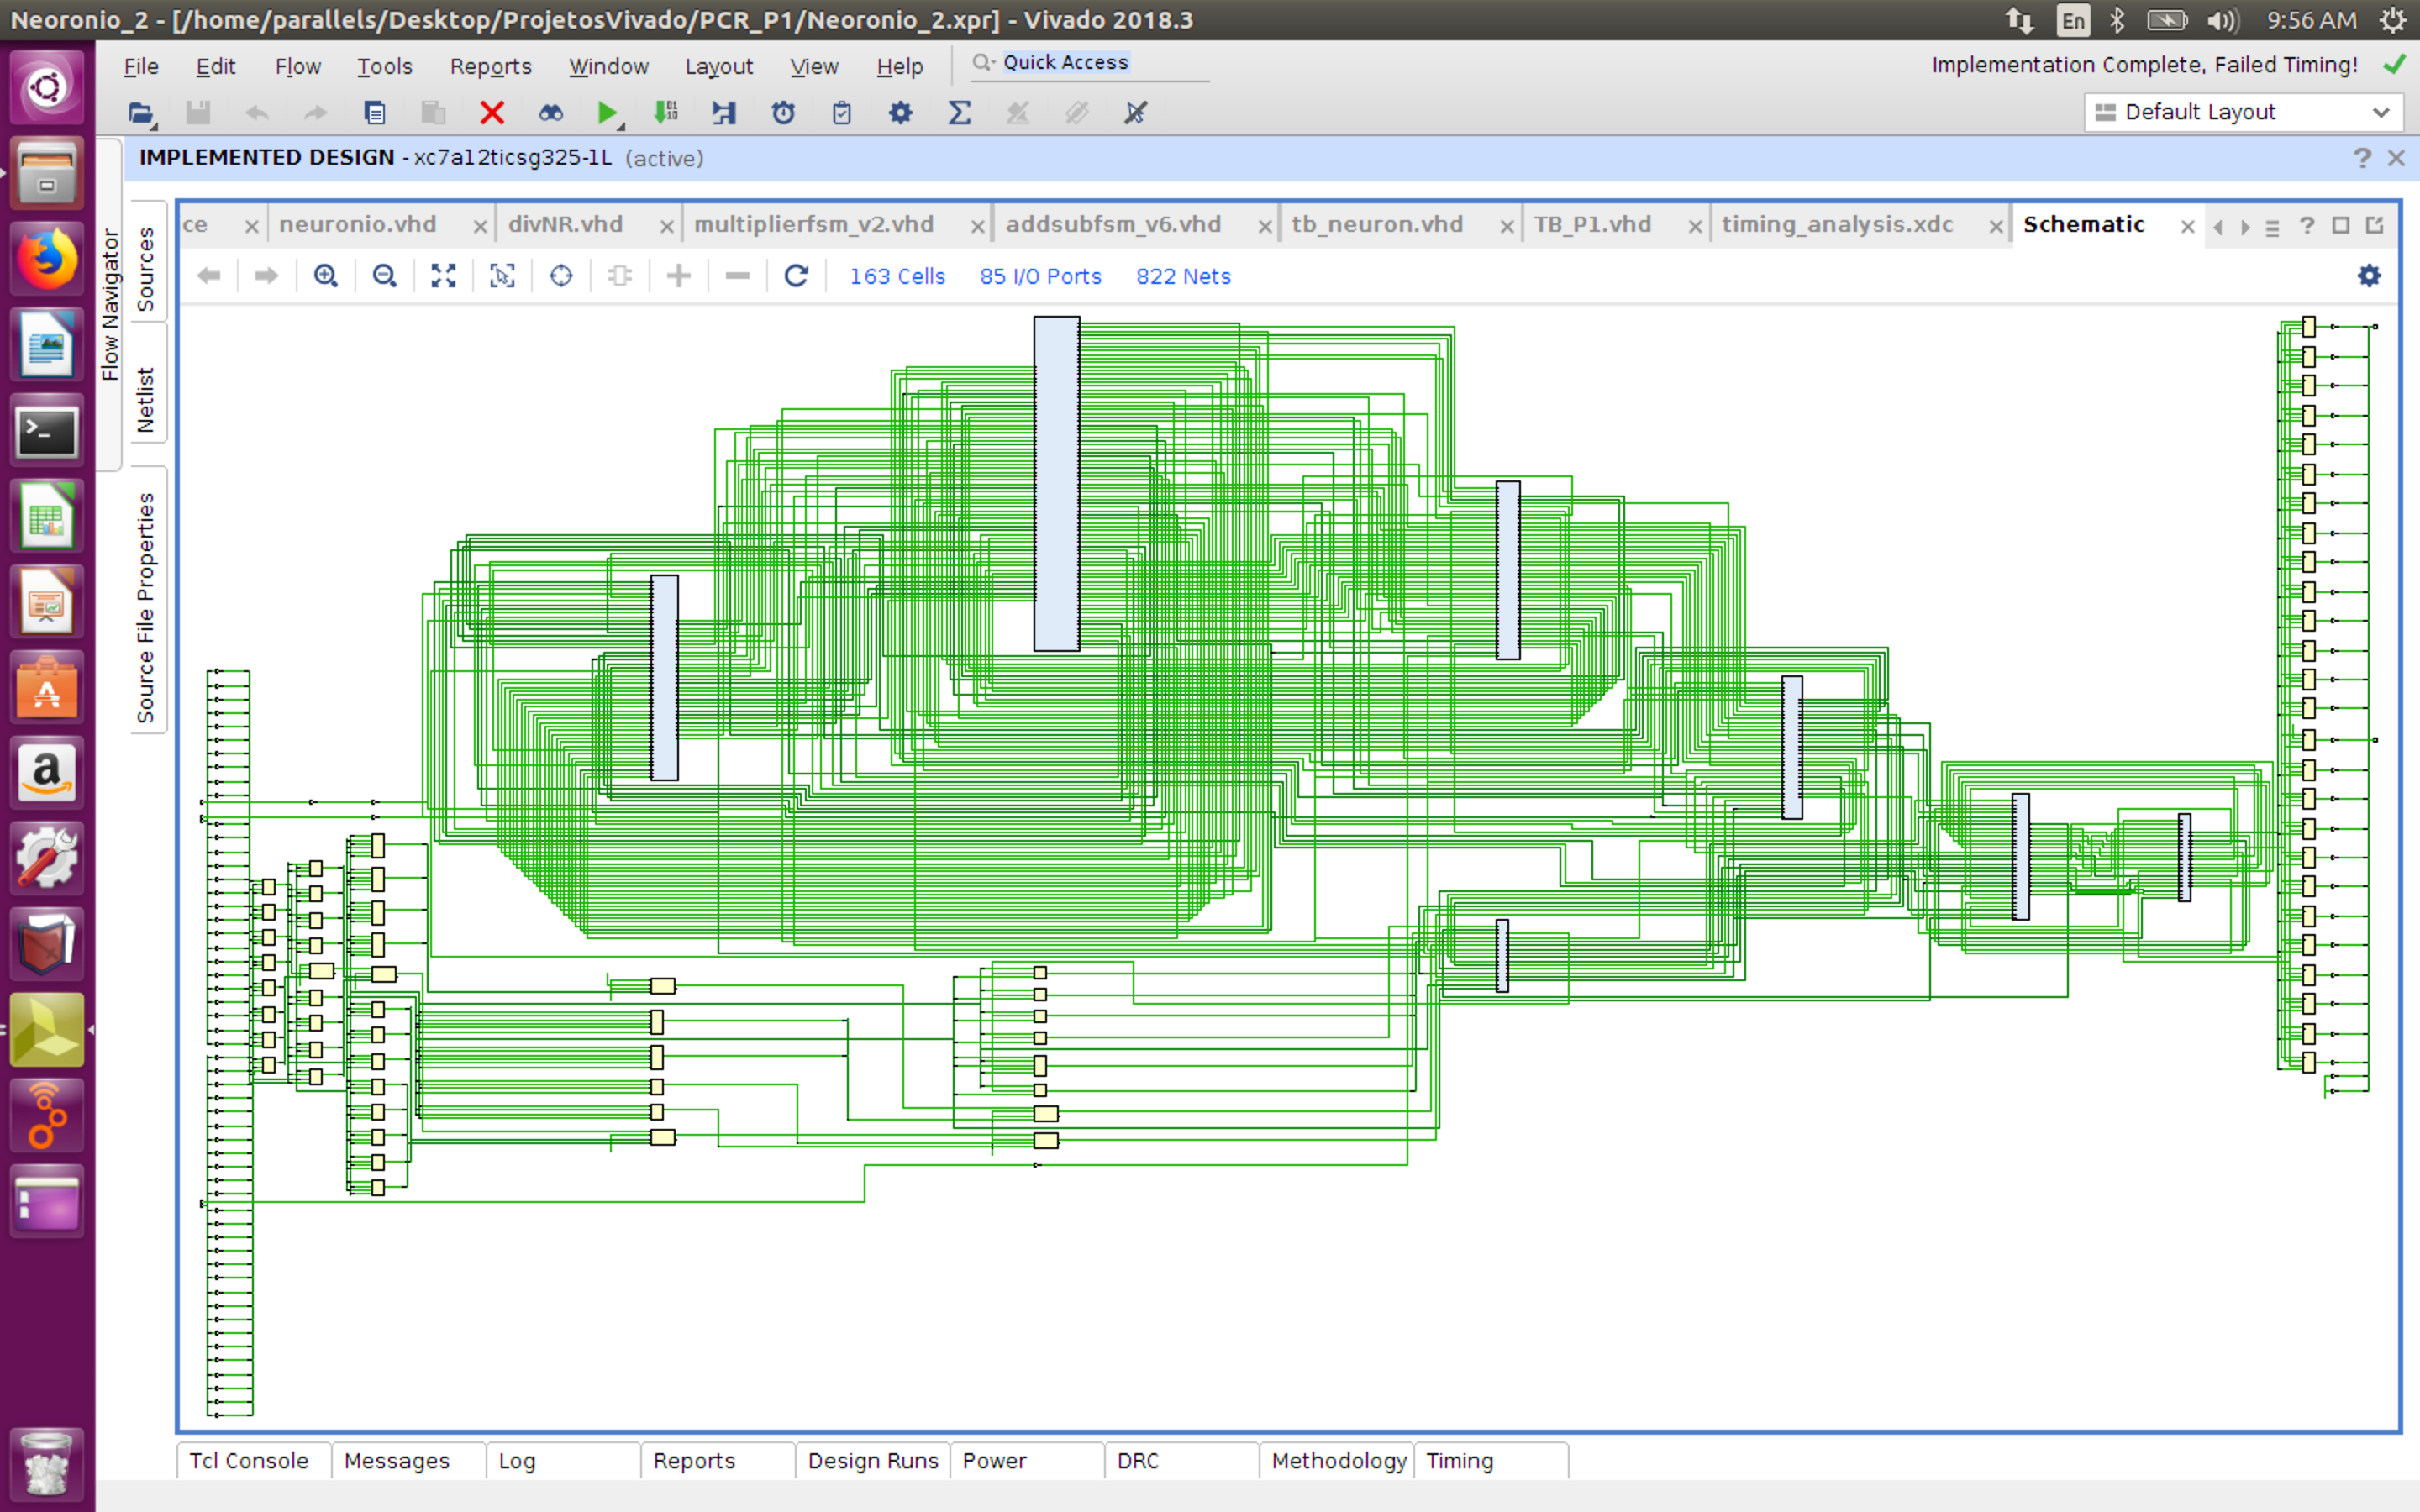 Neoronio_2 - [/home/parallels/Desktop/ProjetosVivado/PCR_P1/Neoronio_2.xpr] - Vivado 2018.3
En
9:56 AM
File Edit Flow Tools Reports Window Layout View Help
Quick Access
Implementation Complete, Failed Timing!
Default Layout
IMPLEMENTED DESIGN - xc7a12ticsg325-1L (active)
Flow Navigator
Sources
Netlist
Source File Properties
ce neuronio.vhd divNR.vhd multiplierfsm_v2.vhd addsubfsm_v6.vhd tb_neuron.vhd TB_P1.vhd timing_analysis.xdc Schematic
163 Cells 85 I/O Ports 822 Nets
Tcl Console Messages Log Reports Design Runs Power DRC Methodology Timing